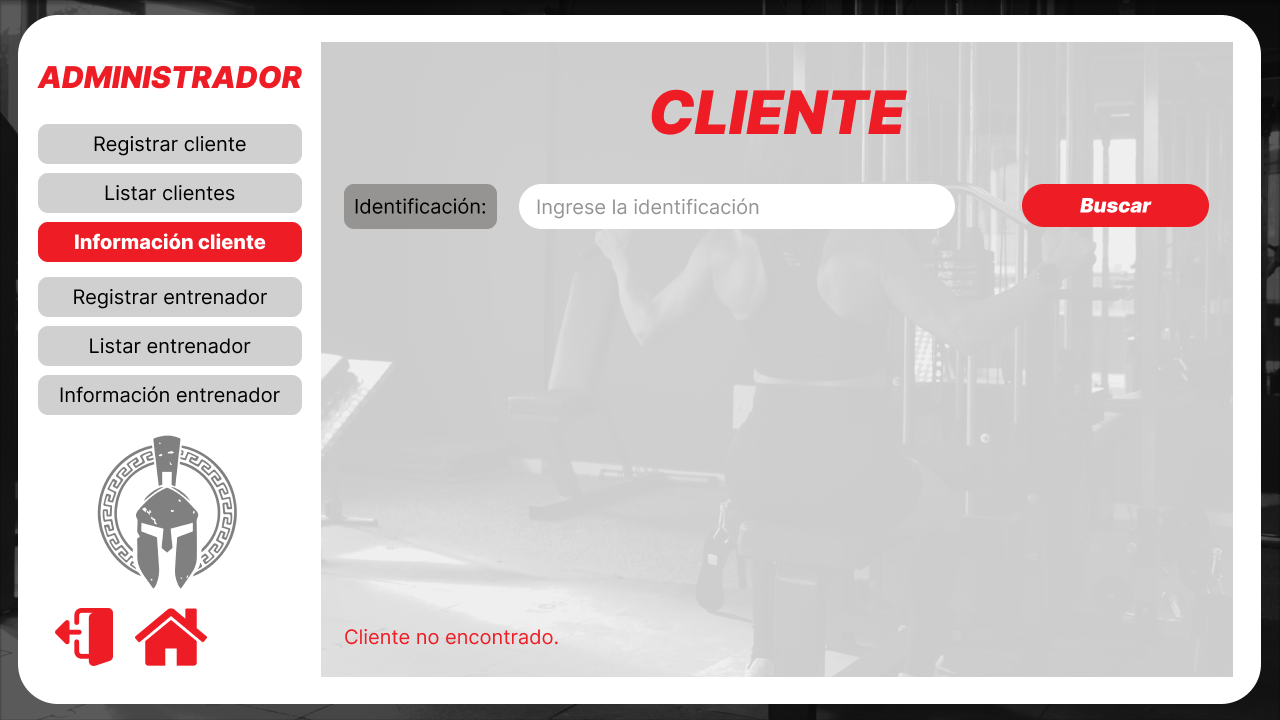 ADMINISTRADOR
Registrar cliente
Listar clientes
Información cliente
Registrar entrenador
Listar entrenador
Información entrenador
CLIENTE
Identificación:
Ingrese la identificación
Buscar
Cliente no encontrado.